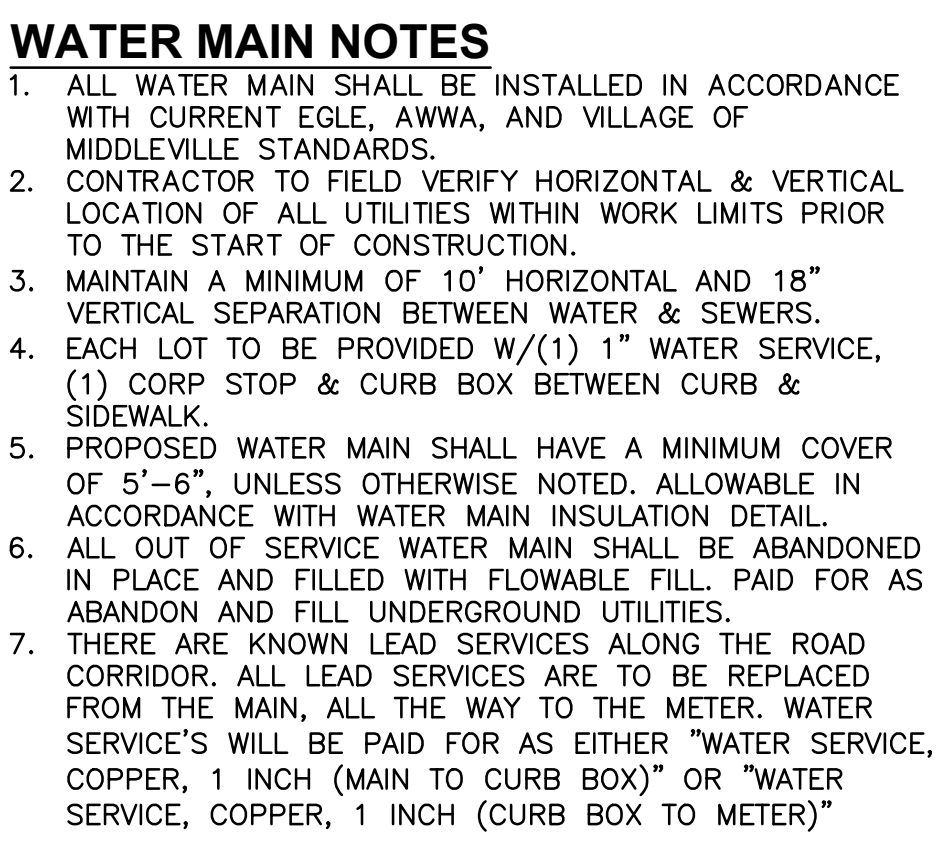 WATER MAIN NOTES
1. ALL WATER MAIN SHALL BE INSTALLED IN ACCORDANCE
WITH CURRENT EGLE, AWWA, AND VILLAGE OF
MIDDLEVILLE STANDARDS.
2. CONTRACTOR TO FIELD VERIFY HORIZONTAL & VERTICAL
LOCATION OF ALL UTILITIES WITHIN WORK LIMITS PRIOR
TO THE START OF CONSTRUCTION.
3. MAINTAIN A MINIMUM OF 10' HORIZONTAL AND 18"
VERTICAL SEPARATION BETWEEN WATER & SEWERS.
4. EACH LOT TO BE PROVIDED W/(1) 1" WATER SERVICE,
(1) CORP STOP & CURB BOX BETWEEN CURB &
SIDEWALK.
5. PROPOSED WATER MAIN SHALL HAVE A MINIMUM COVER
OF 5'-6", UNLESS OTHERWISE NOTED. ALLOWABLE IN
ACCORDANCE WITH WATER MAIN INSULATION DETAIL.
6. ALL OUT OF SERVICE WATER MAIN SHALL BE ABANDONED
IN PLACE AND FILLED WITH FLOWABLE FILL. PAID FOR AS
ABANDON AND FILL UNDERGROUND UTILITIES.
7. THERE ARE KNOWN LEAD SERVICES ALONG THE ROAD
CORRIDOR. ALL LEAD SERVICES ARE TO BE REPLACED
FROM THE MAIN, ALL THE WAY TO THE METER. WATER
SERVICE'S WILL BE PAID FOR AS EITHER "WATER SERVICE,
COPPER, 1 INCH (MAIN TO CURB BOX)" OR "WATER
SERVICE, COPPER, 1 INCH (CURB BOX TO METER)"